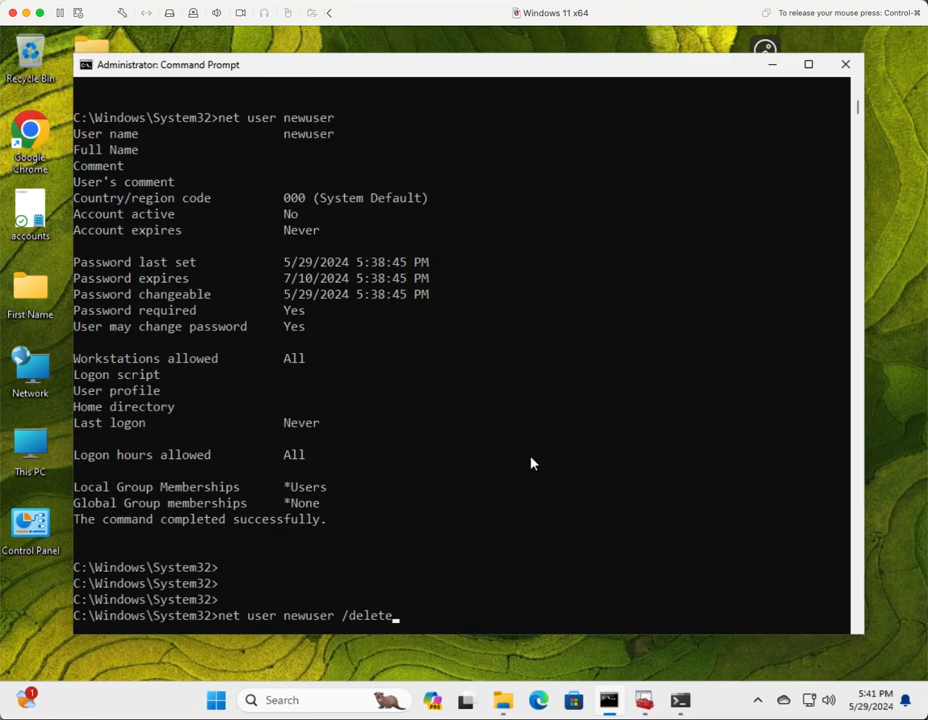 Windows 11 x64
To release your mouse press: Control-⌘
Recycle Bin
Administrator: Command Prompt
C:\Windows\System32>net user newuser
User name newuser
Full Name
Comment
User's comment
Country/region code 000 (System Default)
Account active No
Account expires Never
Password last set 5/29/2024 5:38:45 PM
Password expires 7/10/2024 5:38:45 PM
Password changeable 5/29/2024 5:38:45 PM
Password required Yes
User may change password Yes
Workstations allowed All
Logon script
User profile
Home directory
Last logon Never
Logon hours allowed All
Local Group Memberships *Users
Global Group memberships *None
The command completed successfully.
C:\Windows\System32>
C:\Windows\System32>
C:\Windows\System32>
C:\Windows\System32>net user newuser /delete
Google
Chrome
accounts
First Name
Network
This PC
Control Panel
1
Search
PRE
5:41 PM
5/29/2024